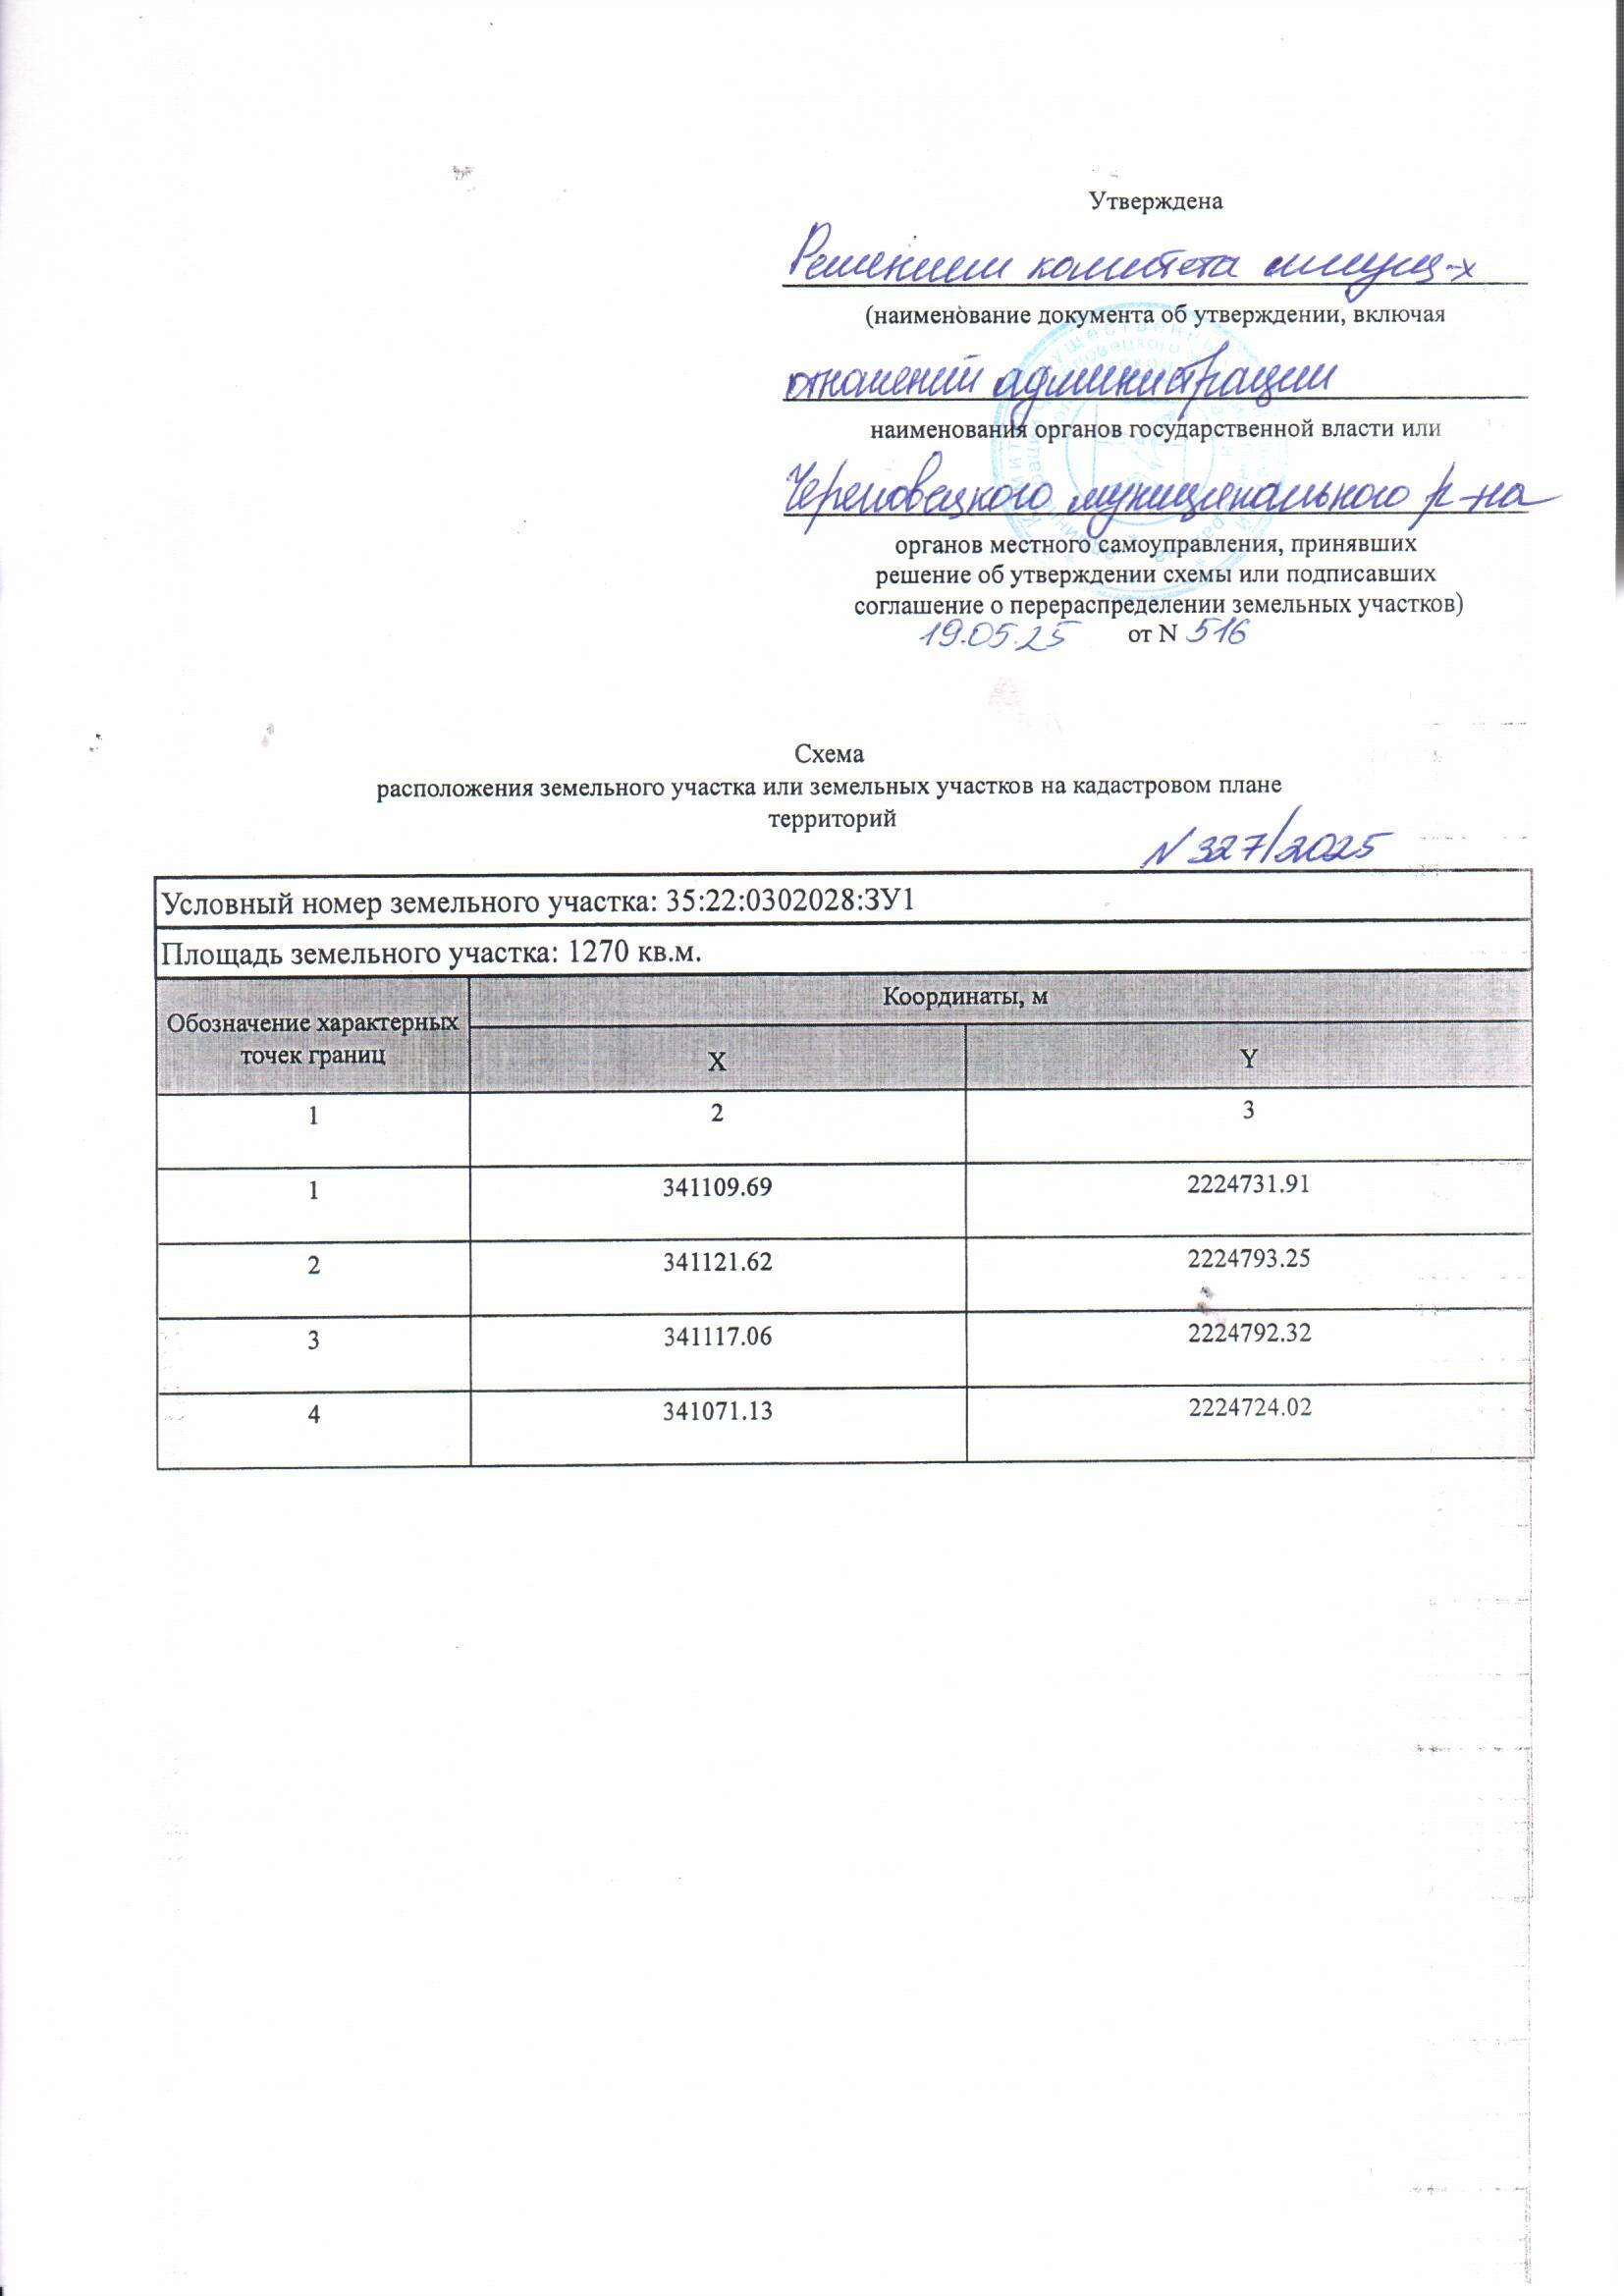 Утверждена
Решением комитета имущ-х
(наименование документа об утверждении, включая
отношений администрации
наименования органов государственной власти или
Череповецкого муниципального р-на
органов местного самоуправления, принявших
решение об утверждении схемы или подписавших
соглашение о перераспределении земельных участков)
19.05.25 от N 516
Схема
расположения земельного участка или земельных участков на кадастровом плане
территорий
N 327/2025
Условный номер земельного участка: 35:22:0302028:ЗУ1
Площадь земельного участка: 1270 кв.м.
Обозначение характерных точек границ Координаты, м
X Y
1 2 3
1 341109.69 2224731.91
2 341121.62 2224793.25
3 341117.06 2224792.32
4 341071.13 2224724.02